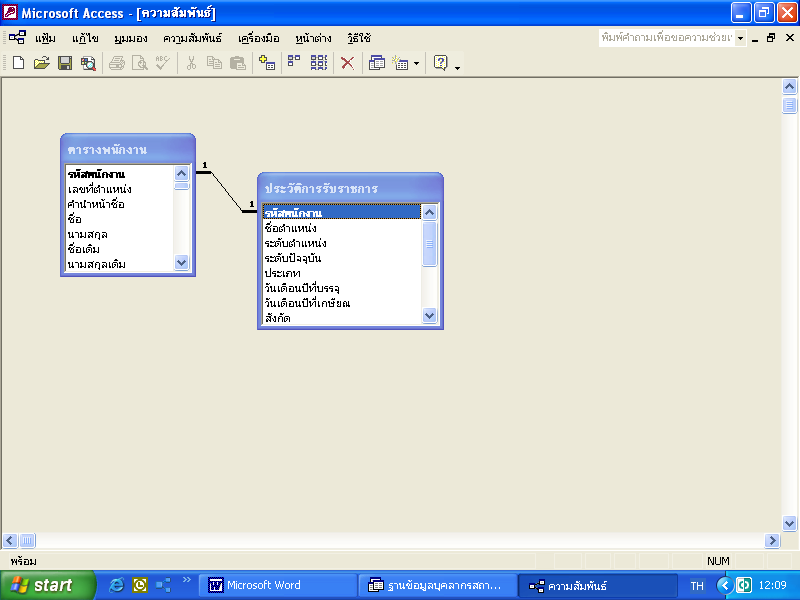 Microsoft Access - [ความสัมพันธ์]
แฟ้ม แก้ไข มุมมอง ความสัมพันธ์ เครื่องมือ หน้าต่าง วิธีใช้
พิมพ์คำถามเพื่อขอความช่วยเ
ตารางพนักงาน
รหัสพนักงาน
เลขที่ตำแหน่ง
คำนำหน้าชื่อ
ชื่อ
นามสกุล
ชื่อเดิม
นามสกุลเดิม
1
1
ประวัติการรับราชการ
รหัสพนักงาน
ชื่อตำแหน่ง
ระดับตำแหน่ง
ระดับปัจจุบัน
ประเภท
วันเดือนปีที่บรรจุ
วันเดือนปีที่เกษียณ
สังกัด
พร้อม
NUM
start
Microsoft Word
ฐานข้อมูลบุคลากรสถา...
ความสัมพันธ์
TH
12:09